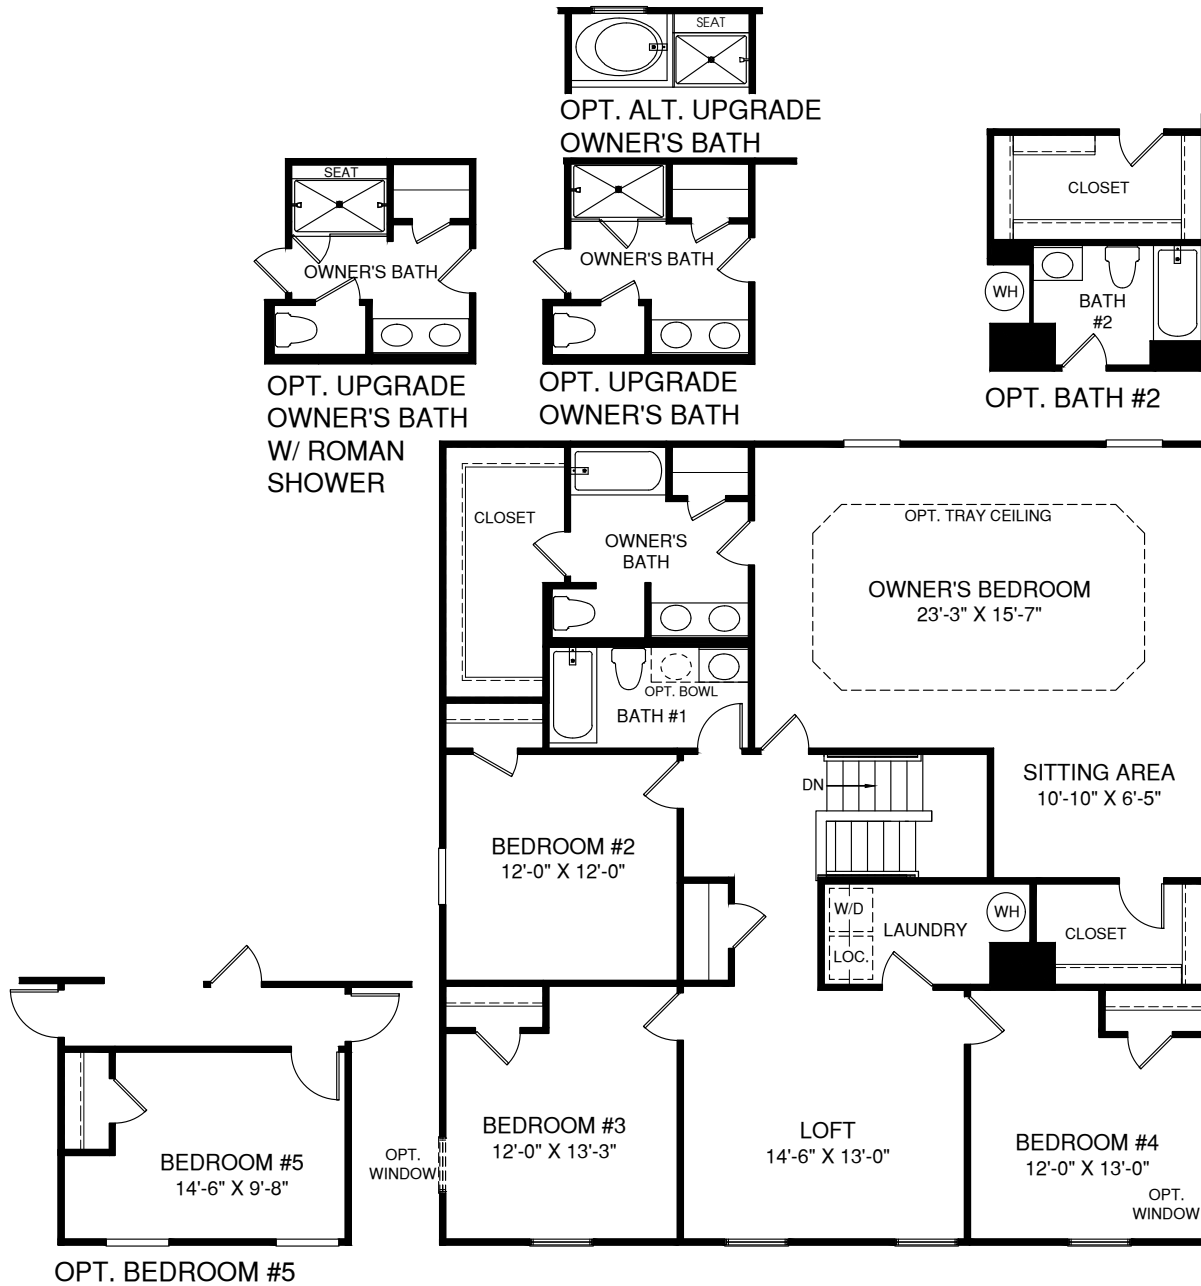 SEAT
OPT. ALT. UPGRADE
OWNER'S BATH
SEAT
OWNER'S BATH
OPT. UPGRADE
OWNER'S BATH
W/ ROMAN
SHOWER
OWNER'S BATH
OPT. UPGRADE
OWNER'S BATH
CLOSET
WH
BATH
#2
OPT. BATH #2
CLOSET
OWNER'S
BATH
OPT. TRAY CEILING
OWNER'S BEDROOM
23'-3" X 15'-7"
OPT. BOWL
BATH #1
DN
SITTING AREA
10'-10" X 6'-5"
BEDROOM #2
12'-0" X 12'-0"
W/D
LOC.
LAUNDRY
WH
CLOSET
BEDROOM #3
12'-0" X 13'-3"
OPT.
WINDOW
LOFT
14'-6" X 13'-0"
BEDROOM #4
12'-0" X 13'-0"
OPT.
WINDOW
BEDROOM #5
14'-6" X 9'-8"
OPT. BEDROOM #5